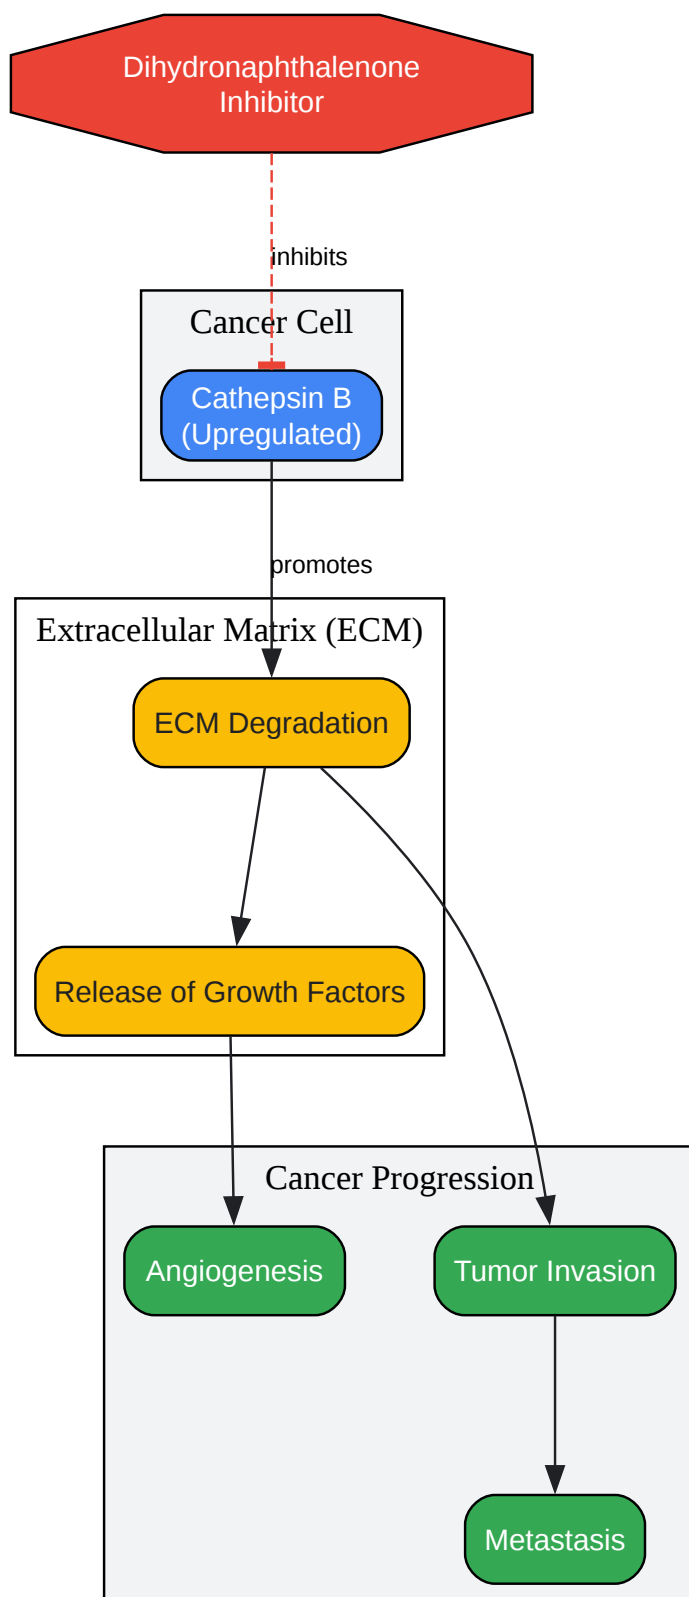 Dihydronaphthalenone
Inhibitor
inhibits
Cancer Cell
Cathepsin B
(Upregulated)
promotes
Extracellular Matrix (ECM)
ECM Degradation
Release of Growth Factors
Cancer Progression
Angiogenesis
Tumor Invasion
Metastasis